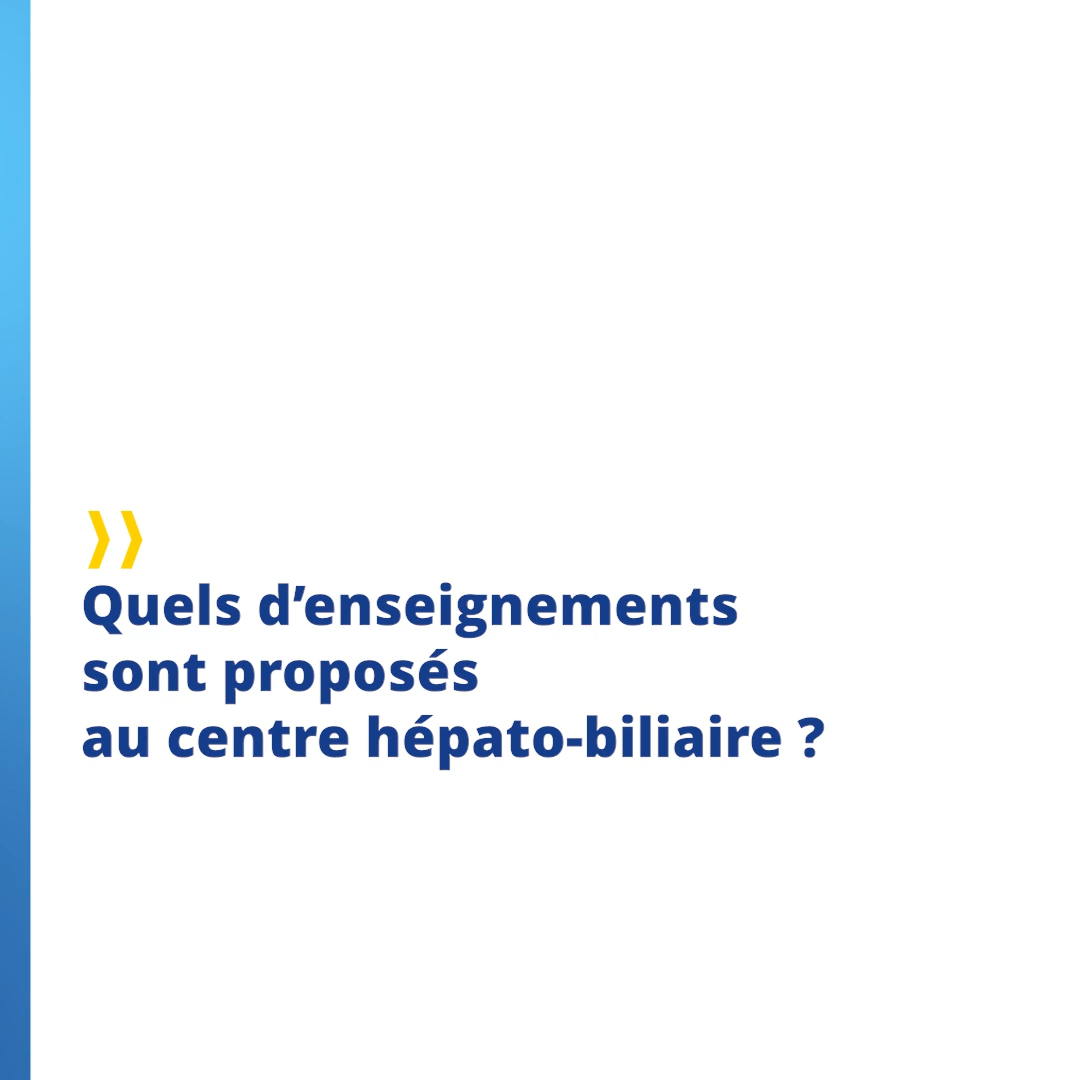 Quels d’enseignements
sont proposés
au centre hépato-biliaire ?